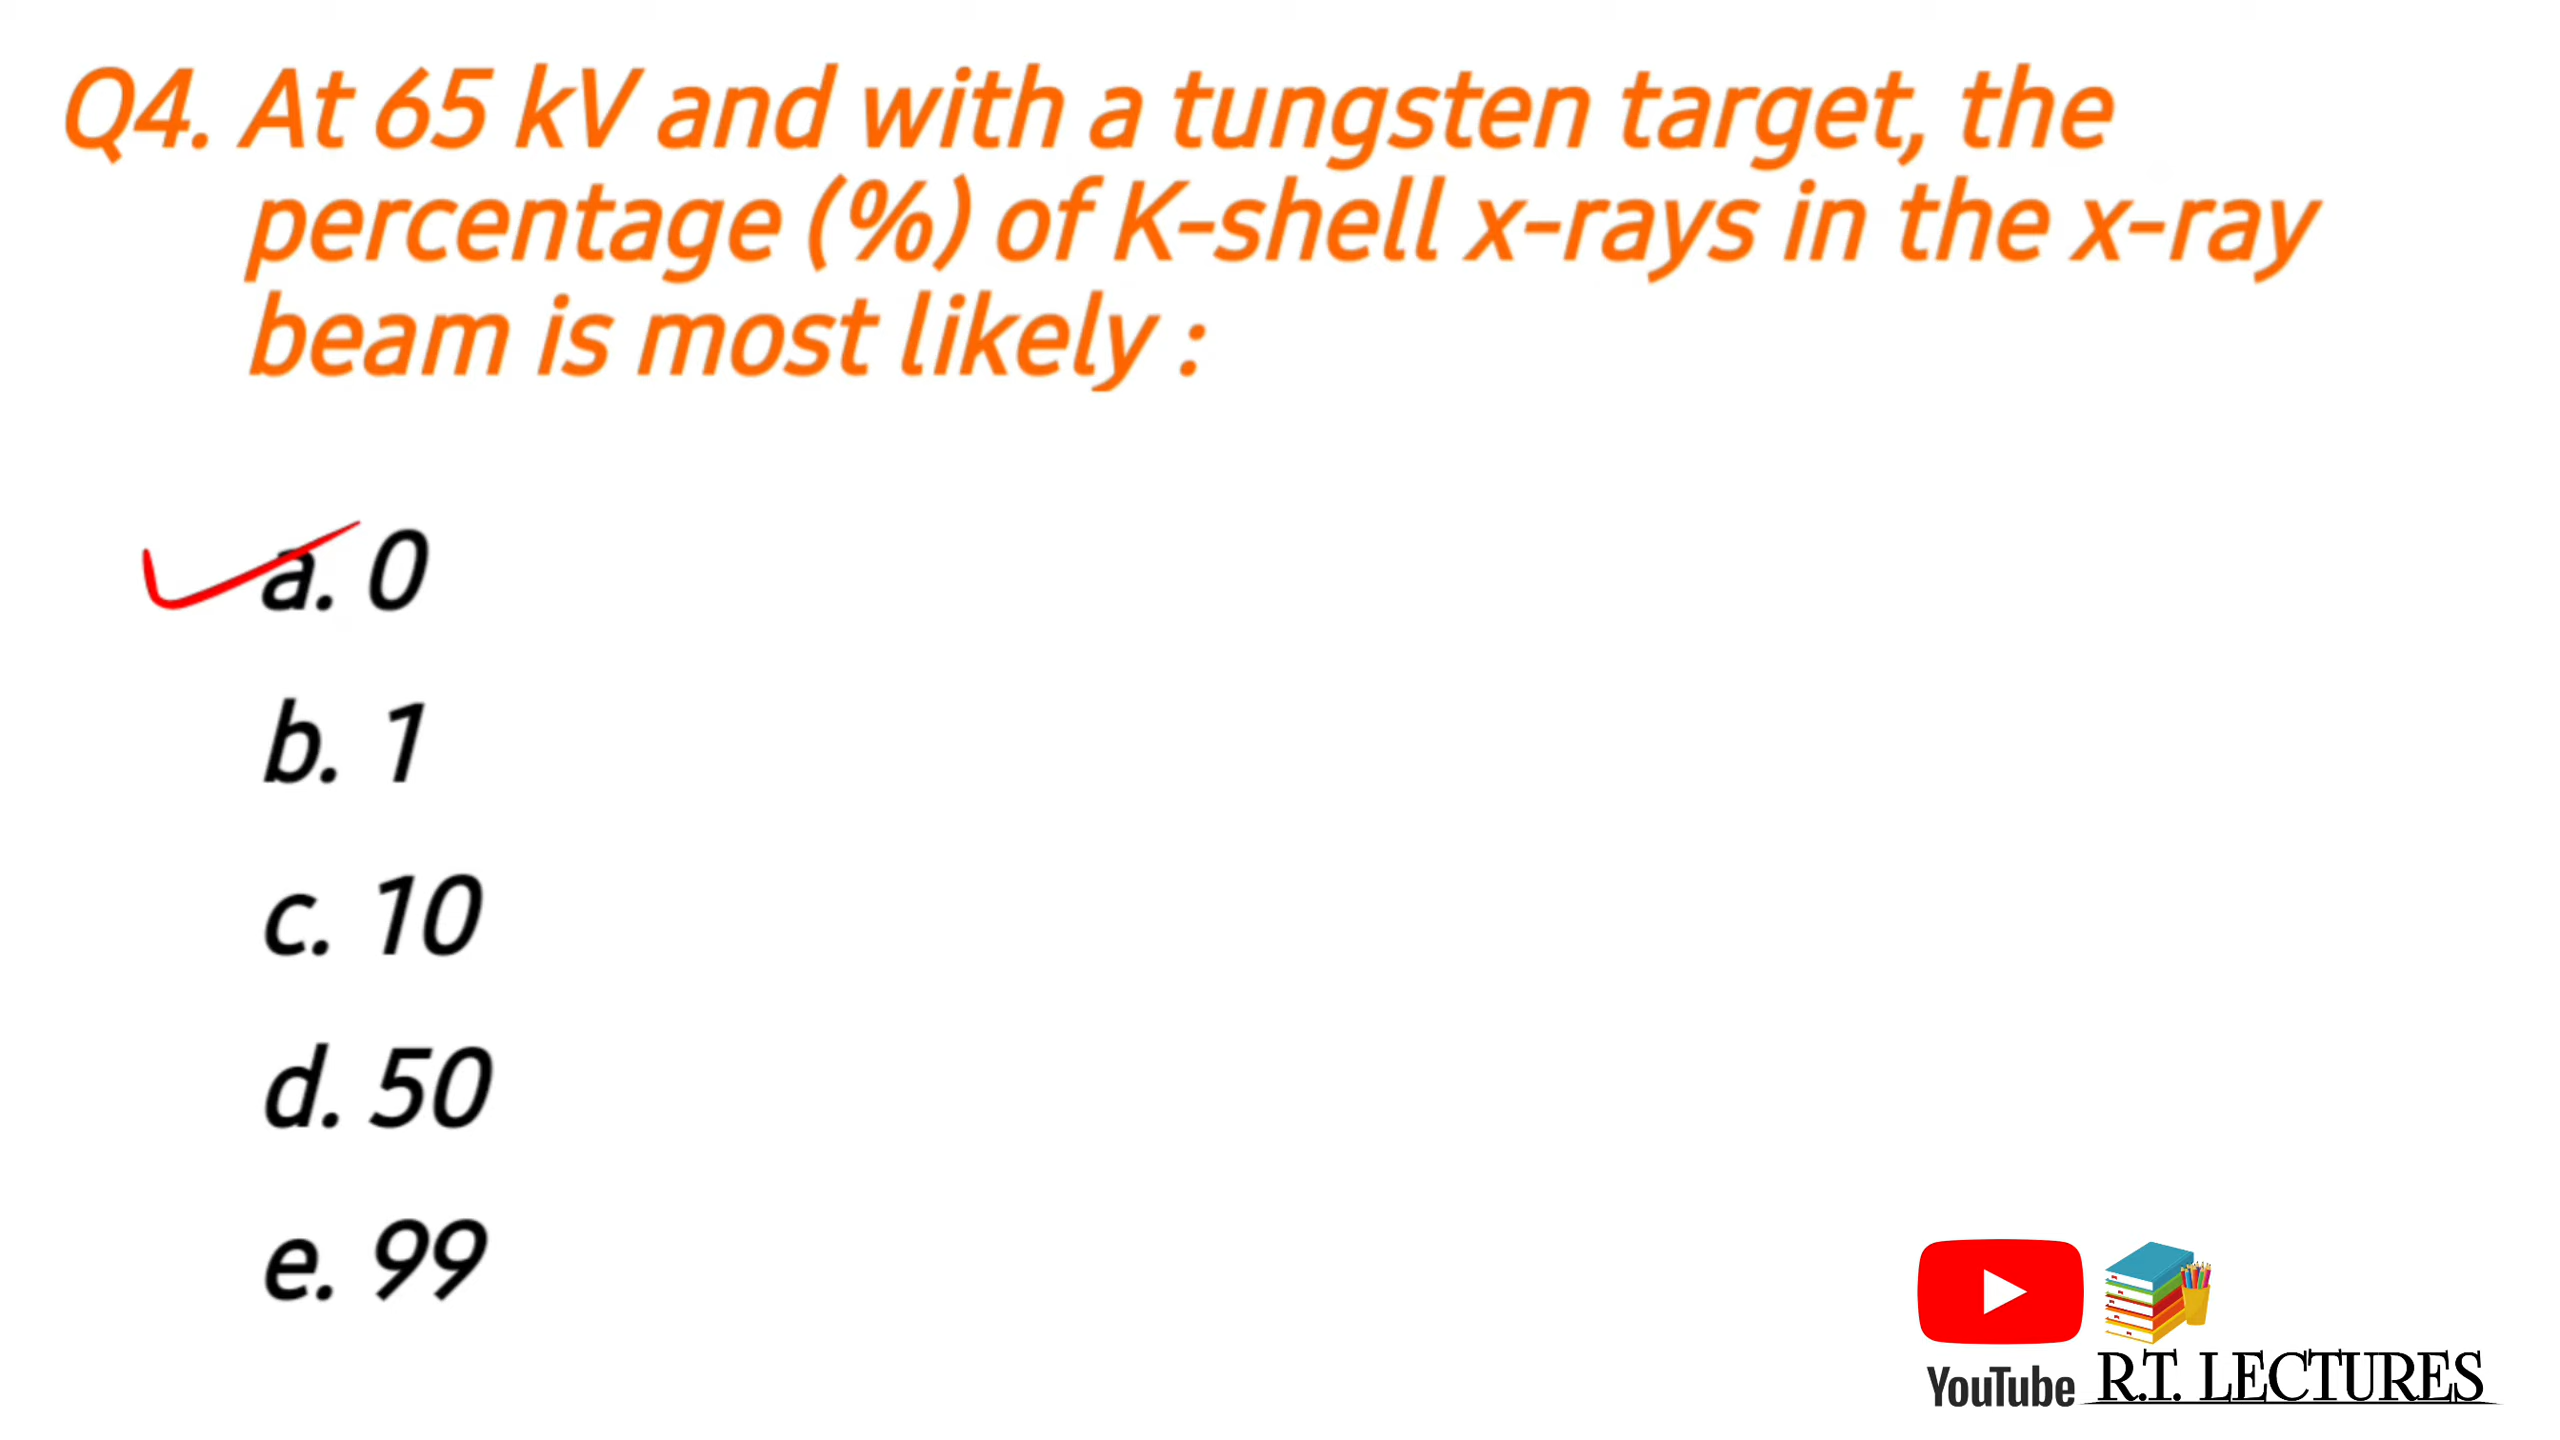 Q4. At 65 kV and with a tungsten target, the
percentage (%) of K-shell x-rays in the x-ray
beam is most likely :
a. 0
b. 1
c. 10
d. 50
e. 99
YouTube R.T. LECTURES